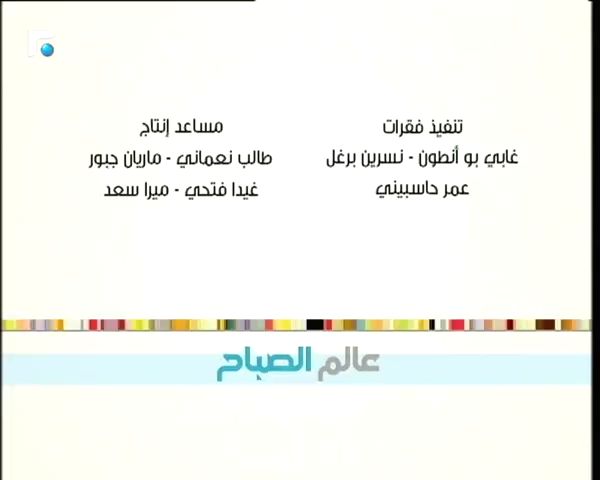 تنفيذ فقرات
غابي بو أنطون - نسرين برغل
عمر حاسبيني
مساعد إنتاج
طالب نعماني - ماريان جبور
غيدا فتحي - ميرا سعد
عالم الصباح